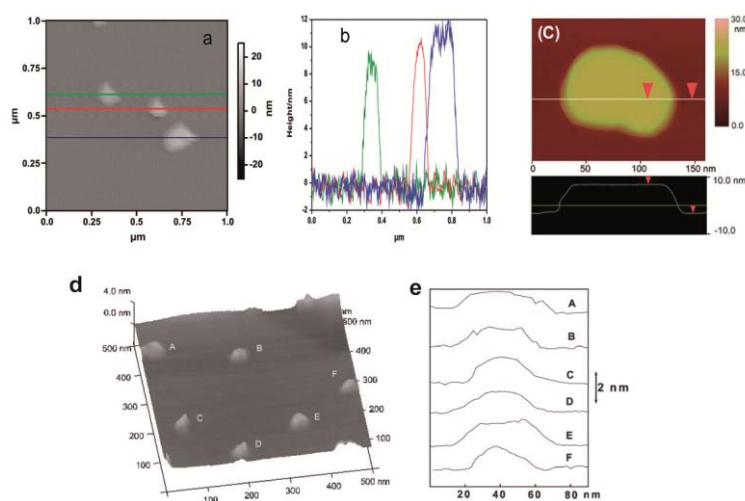 a
1.0
0.8
0.5
0.2
0.0
µm
0.0
0.2
0.5
0.75
1.0
µm
20
10
0
-10
-20
nm
b
12
10
8
6
4
2
0
-2
Height/nm
0.0
0.2
0.4
0.6
0.8
1.0
µm
(C)
30.0
nm
15.0
0.0
0
50
100
150 nm
10.0 nm
-10.0
d
4.0 nm
0.0 nm
500 nm
400
300
200
100
100
200
300
400
500
nm
400
300
200
100
A
B
C
D
E
F
e
A
B
C
D
E
F
2 nm
20
40
60
nm
80